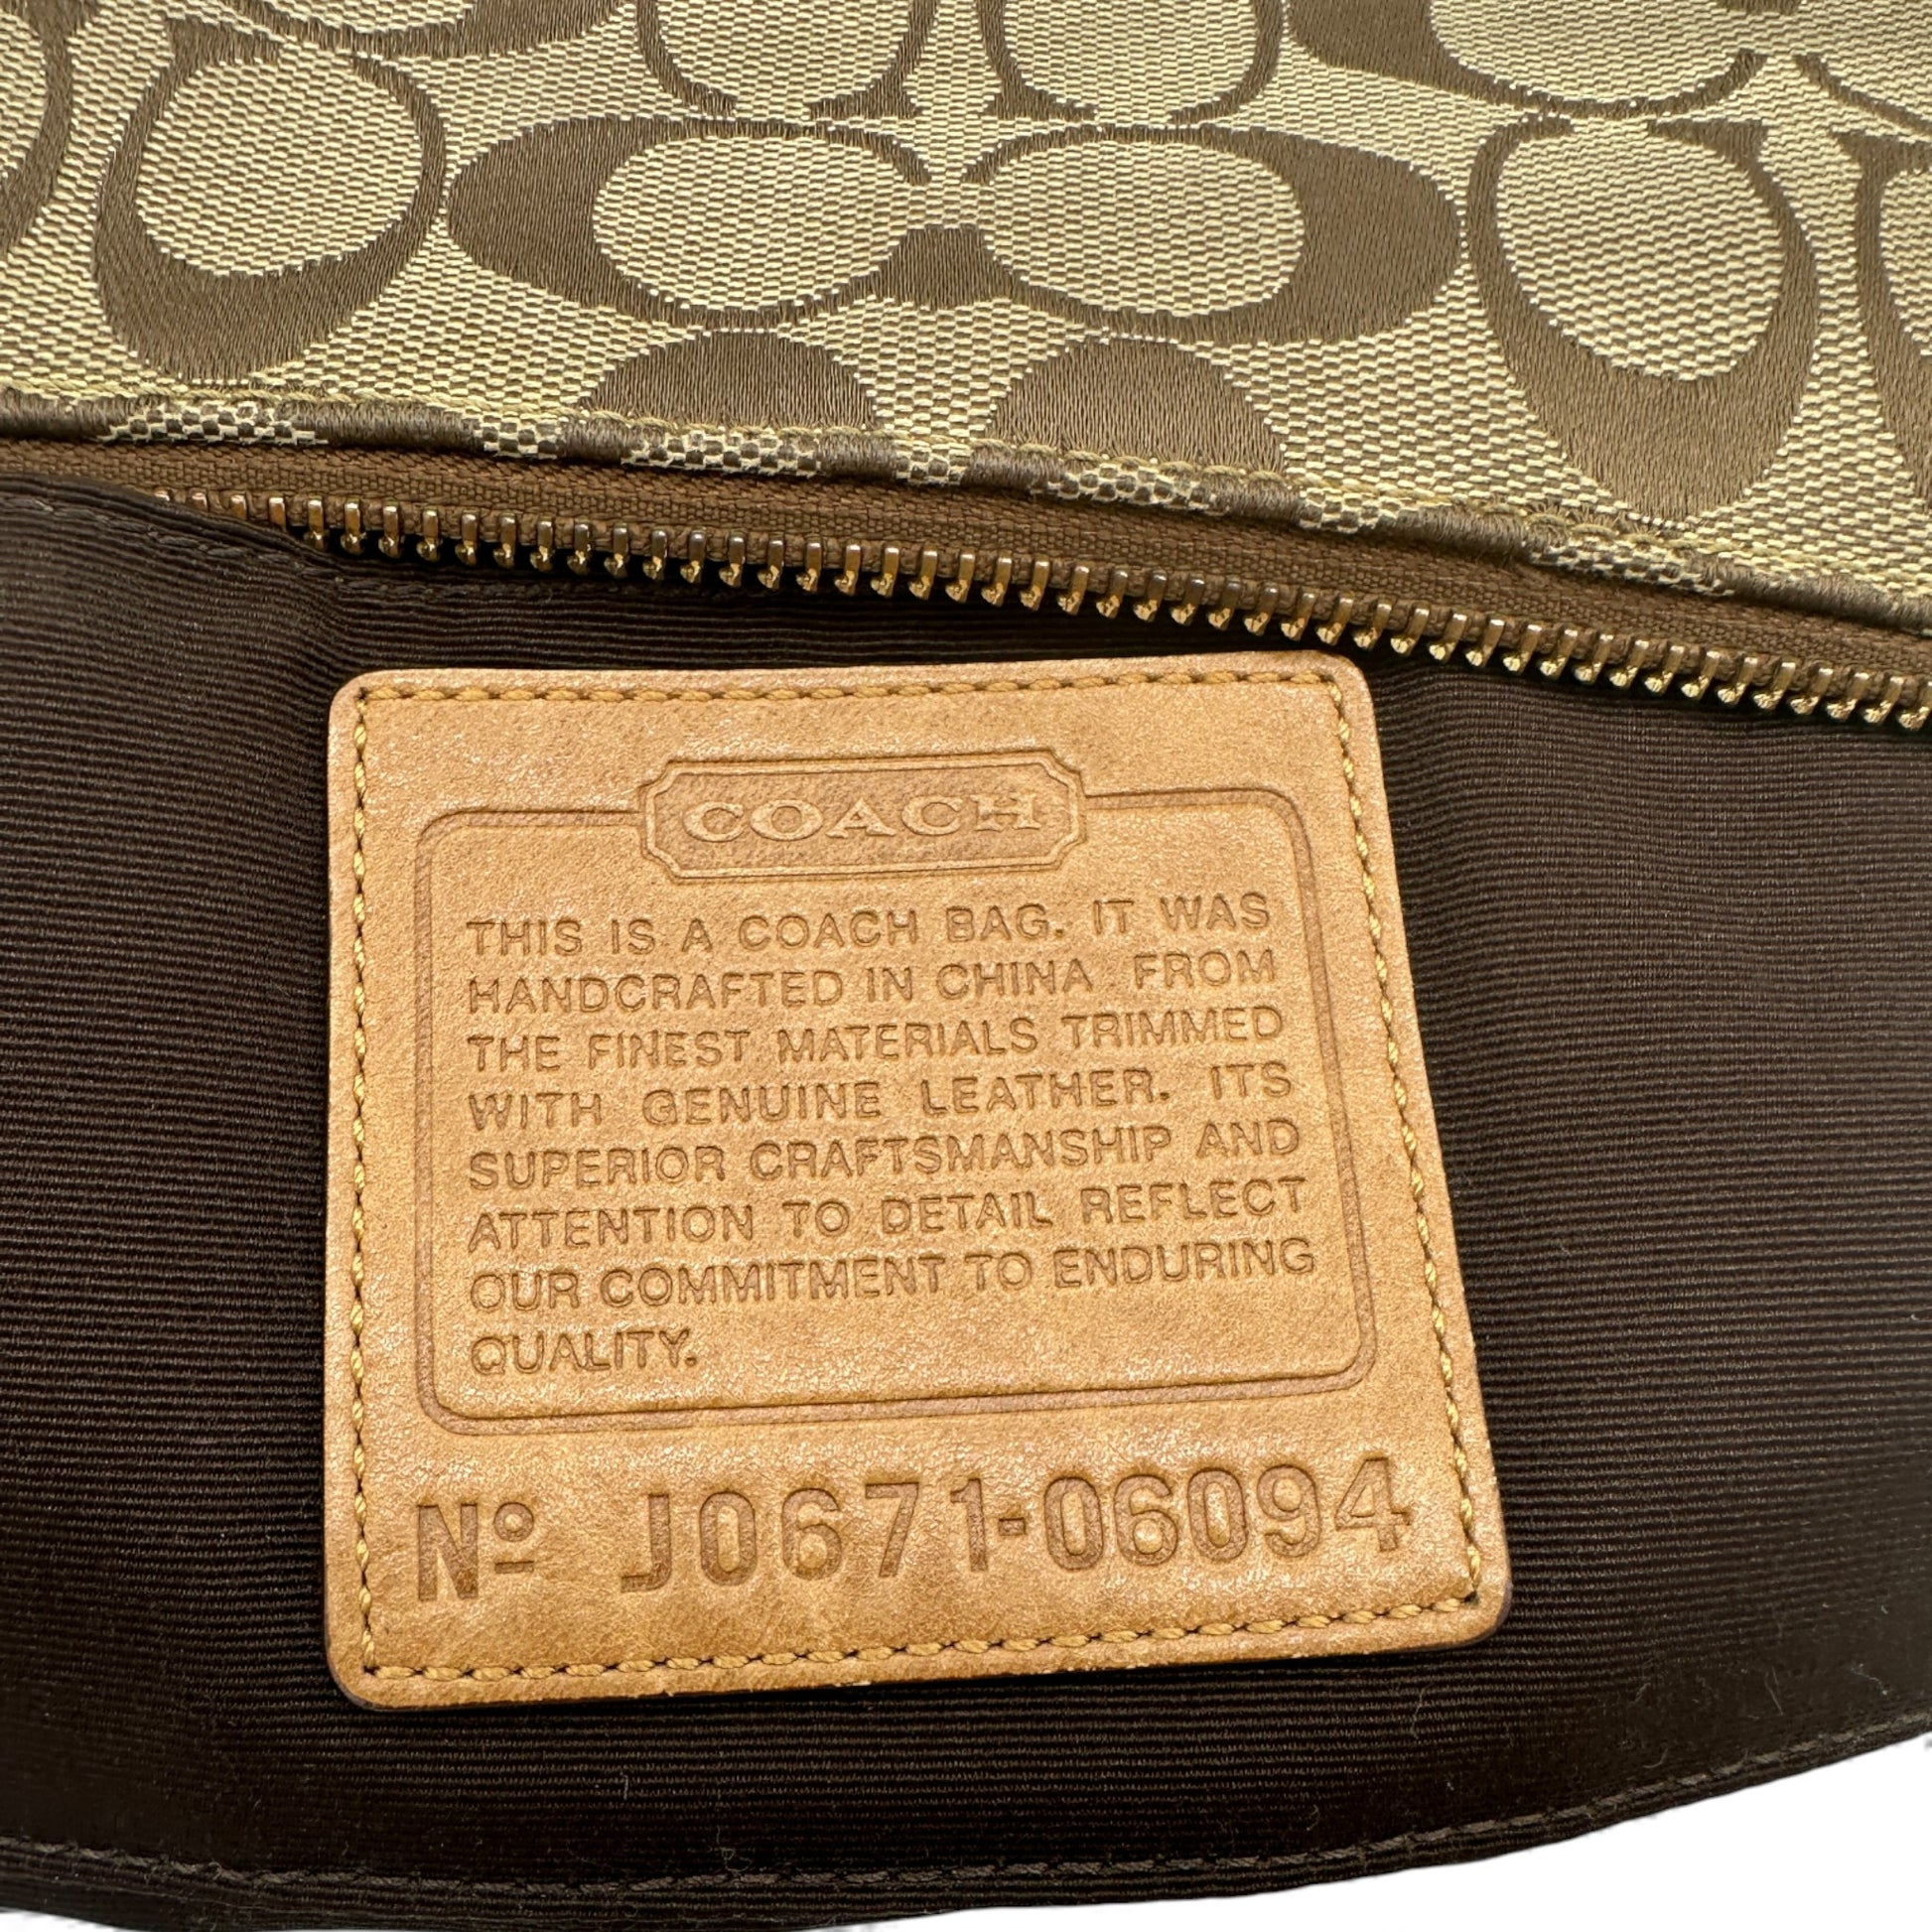 COACH
THIS IS A COACH BAG. IT WAS
HANDCRAFTED IN CHINA FROM
THE FINEST MATERIALS TRIMMED
WITH GENUINE LEATHER. ITS
SUPERIOR CRAFTSMANSHIP AND
ATTENTION TO DETAIL REFLECT
OUR COMMITMENT TO ENDURING
QUALITY.
Nº J0671-06094